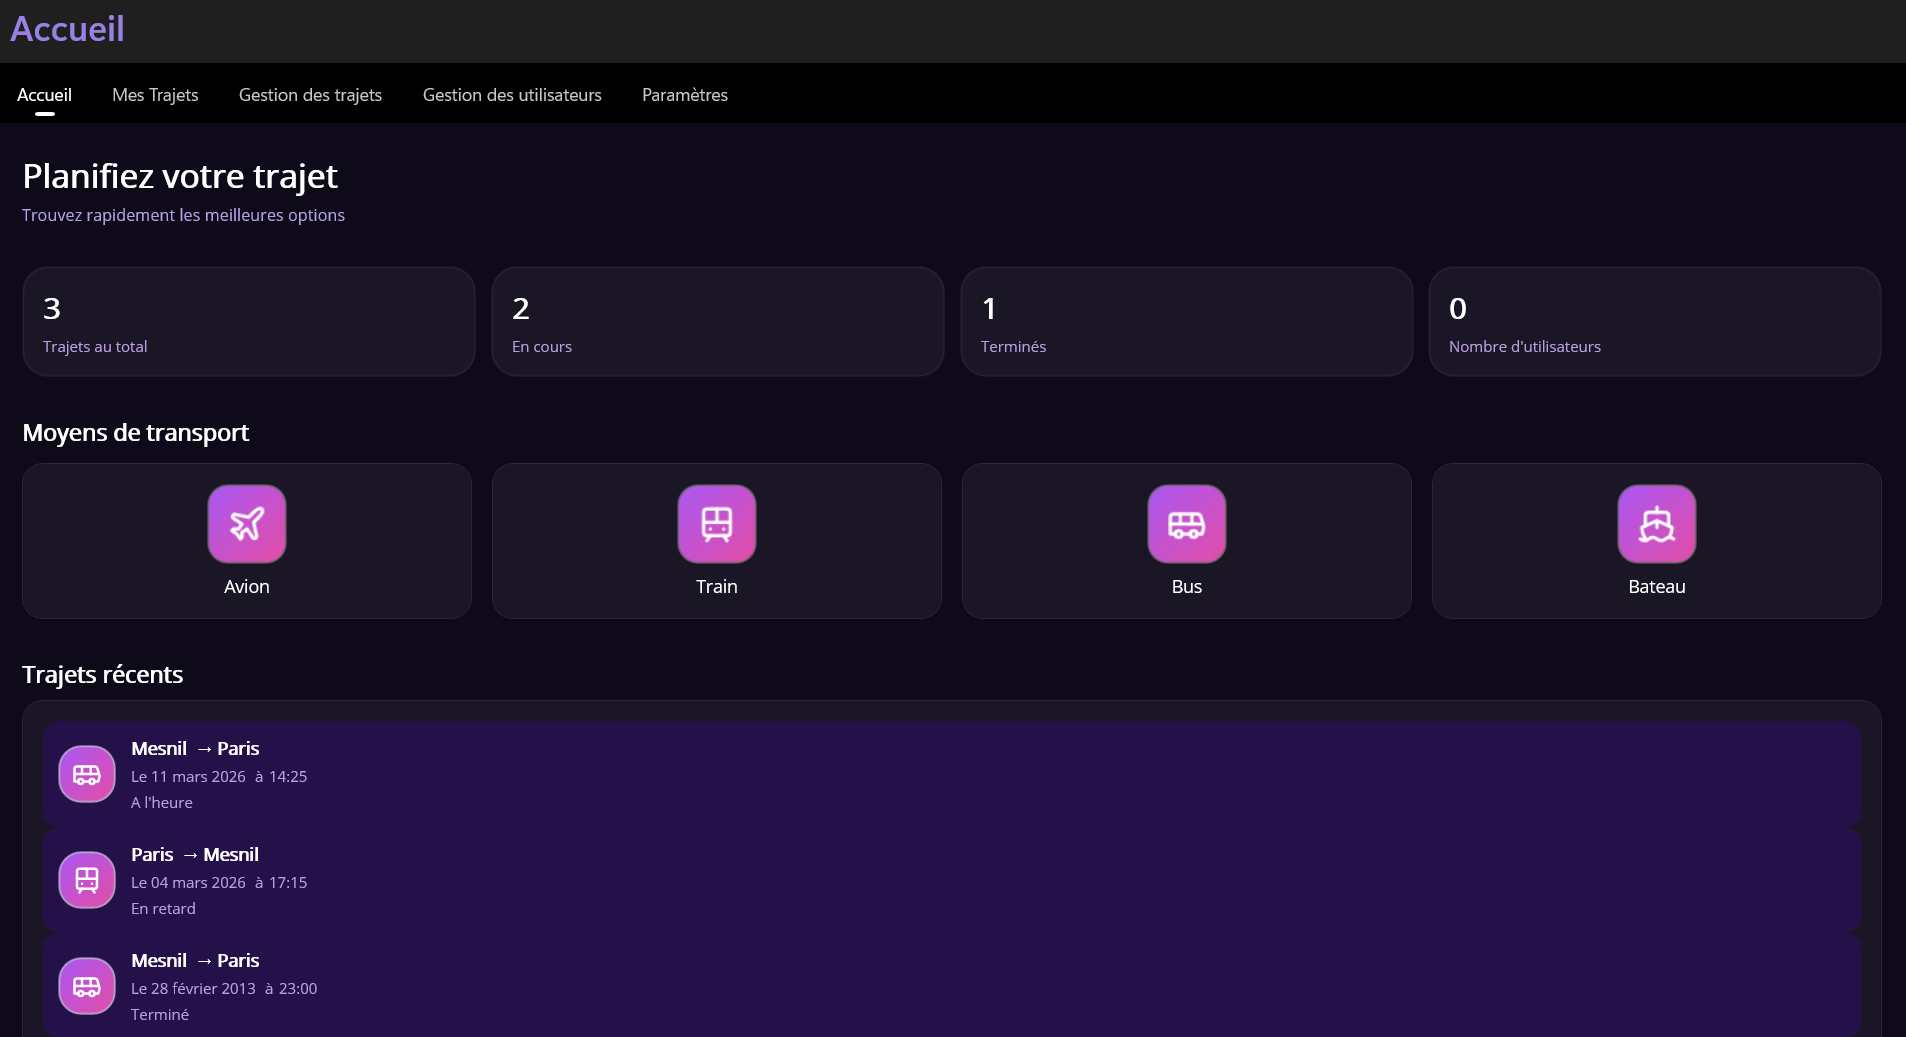 Accueil
Accueil Mes Trajets Gestion des trajets Gestion des utilisateurs Paramètres
Planifiez votre trajet
Trouvez rapidement les meilleures options
3
Trajets au total
2
En cours
1
Terminés
0
Nombre d'utilisateurs
Moyens de transport
Avion
Train
Bus
Bateau
Trajets récents
Mesnil → Paris
Le 11 mars 2026 à 14:25
A l'heure
Paris → Mesnil
Le 04 mars 2026 à 17:15
En retard
Mesnil → Paris
Le 28 février 2013 à 23:00
Terminé